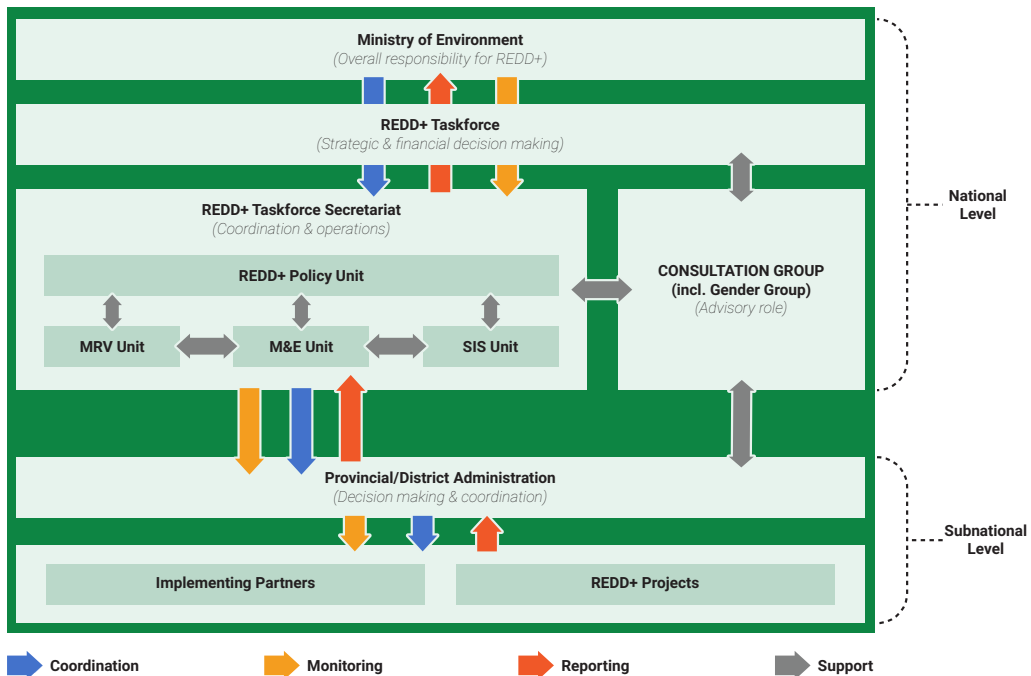 Ministry of Environment
(Overall responsibility for REDD+)
REDD+ Taskforce
(Strategic & financial decision making)
REDD+ Taskforce Secretariat
(Coordination & operations)
REDD+ Policy Unit
MRV Unit
M&E Unit
SIS Unit
CONSULTATION GROUP
(incl. Gender Group)
(Advisory role)
National
Level
Provincial/District Administration
(Decision making & coordination)
Implementing Partners
REDD+ Projects
Subnational
Level
Coordination
Monitoring
Reporting
Support